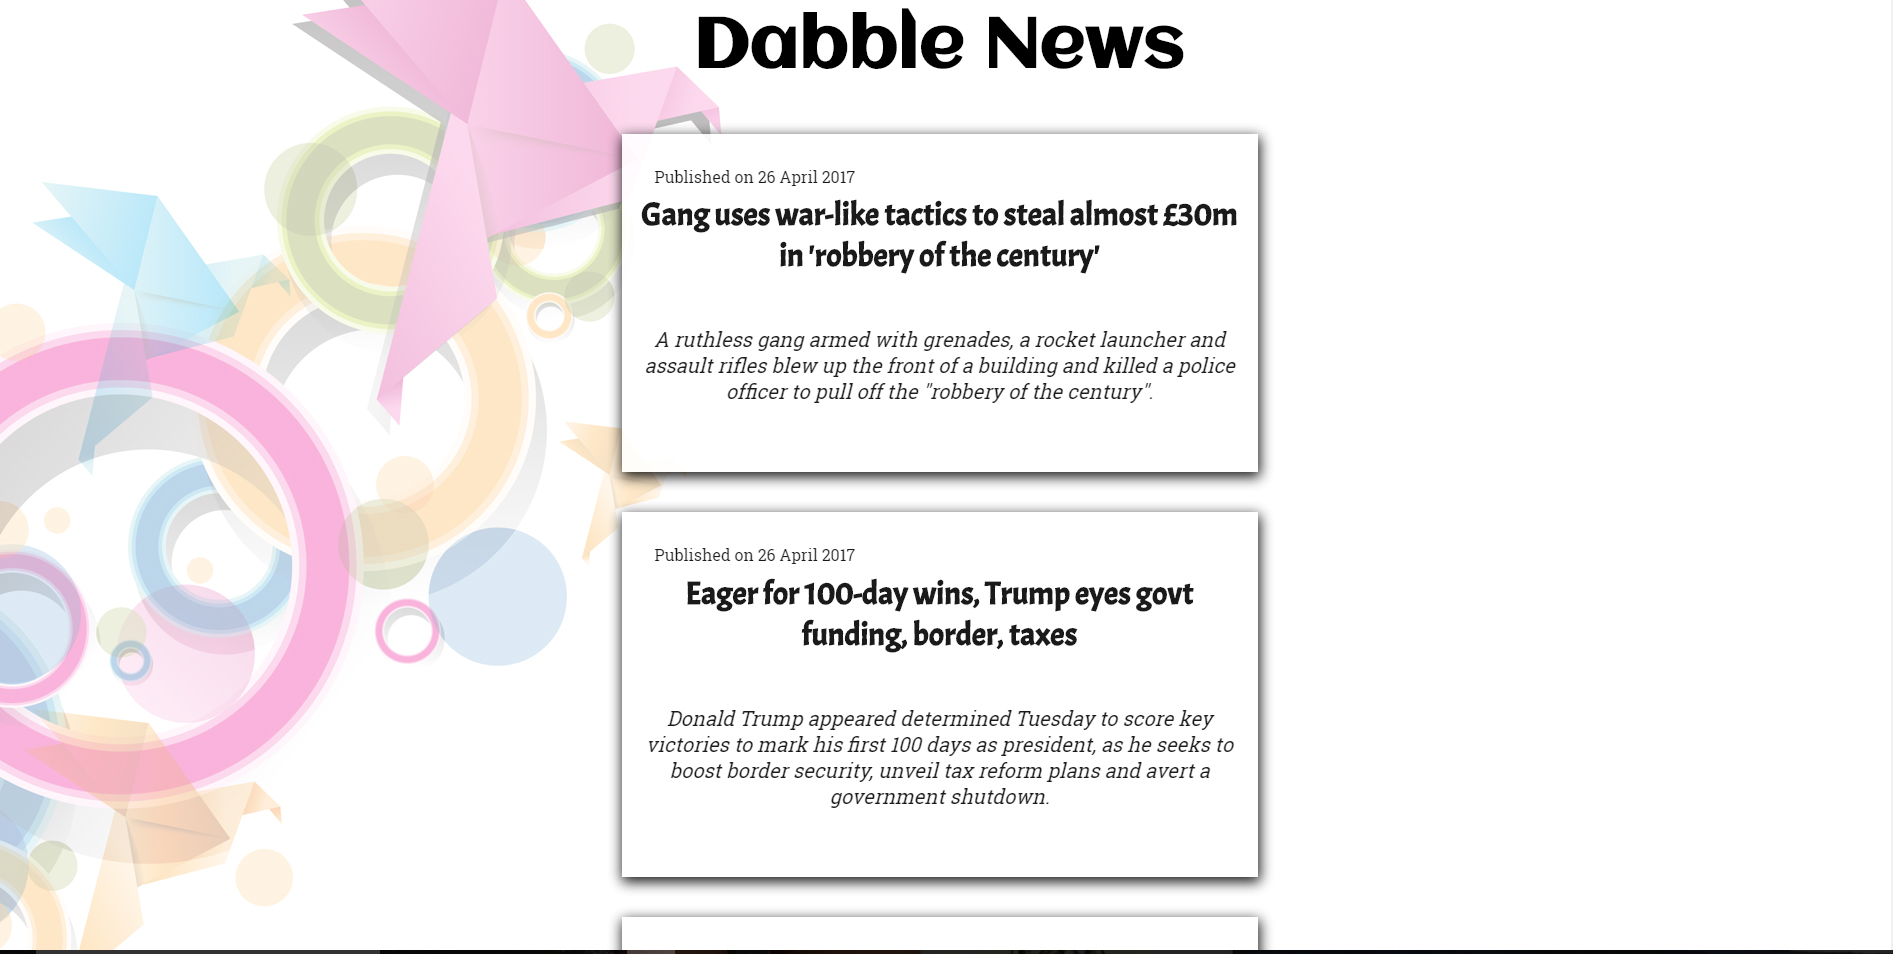 Dabble News
Published on 26 April 2017
Gang uses war-like tactics to steal almost £30m
in 'robbery of the century'
A ruthless gang armed with grenades, a rocket launcher and
assault rifles blew up the front of a building and killed a police
officer to pull off the "robbery of the century".
Published on 26 April 2017
Eager for 100-day wins, Trump eyes govt
funding, border, taxes
Donald Trump appeared determined Tuesday to score key
victories to mark his first 100 days as president, as he seeks to
boost border security, unveil tax reform plans and avert a
government shutdown.